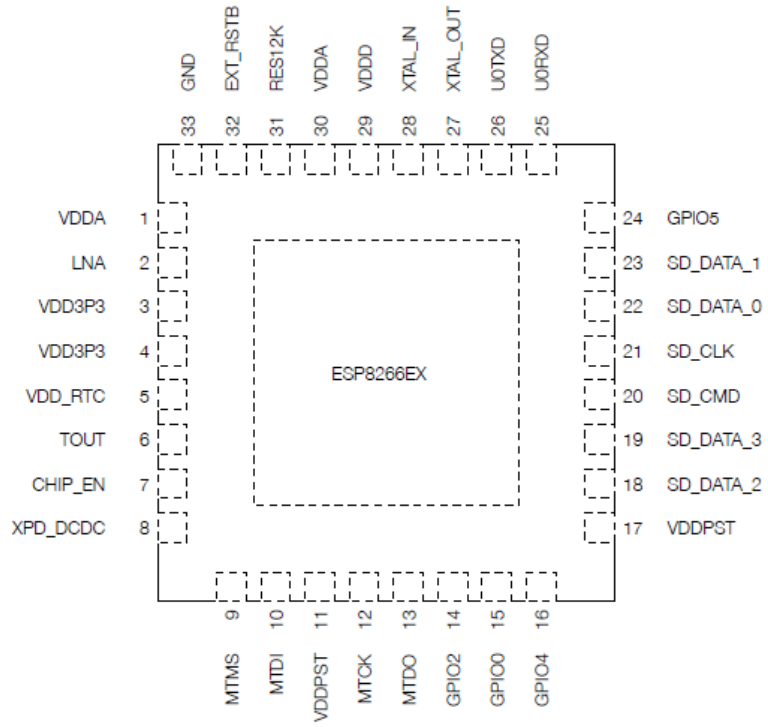 GND EXT_RSTB RES12K VDDA VDDD XTAL_IN XTAL_OUT U0TXD U0RXD
33 32 31 30 29 28 27 26 25
VDDA 1
LNA 2
VDD3P3 3
VDD3P3 4
VDD_RTC 5
TOUT 6
CHIP_EN 7
XPD_DCDC 8
ESP8266EX
24 GPIO5
23 SD_DATA_1
22 SD_DATA_0
21 SD_CLK
20 SD_CMD
19 SD_DATA_3
18 SD_DATA_2
17 VDDPST
9 10 11 12 13 14 15 16
MTMS MTDI VDDPST MTCK MTDO GPIO2 GPIO0 GPIO4